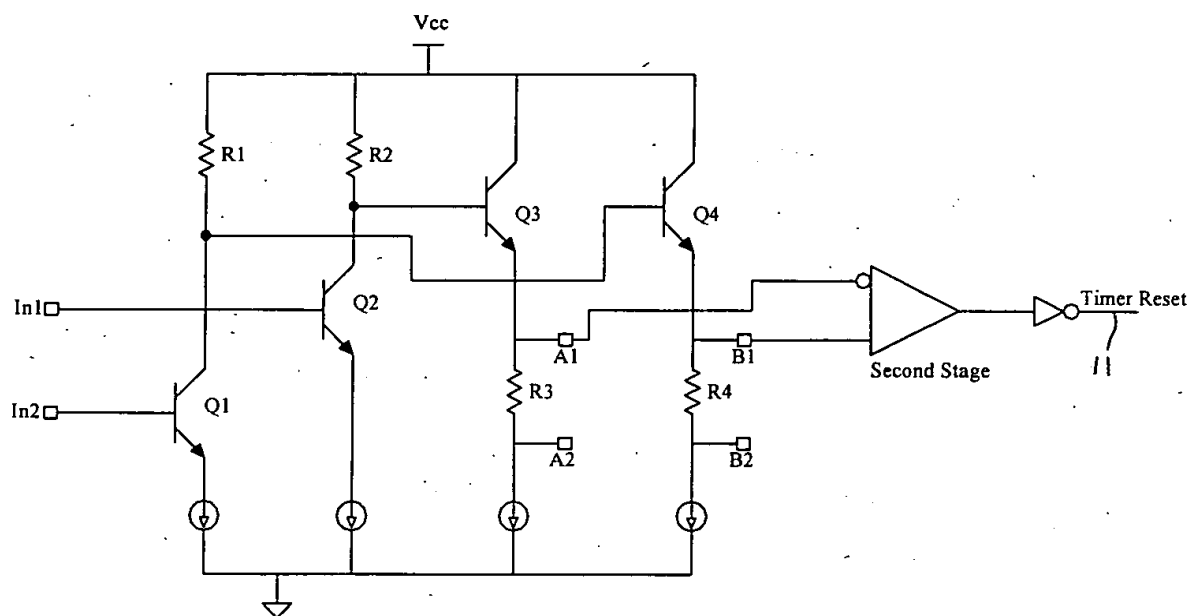 Vcc
R1
R2
Q3
Q4
In1
Q2
Timer Reset
A1
B1
11
Second Stage
R3
R4
In2
Q1
A2
B2